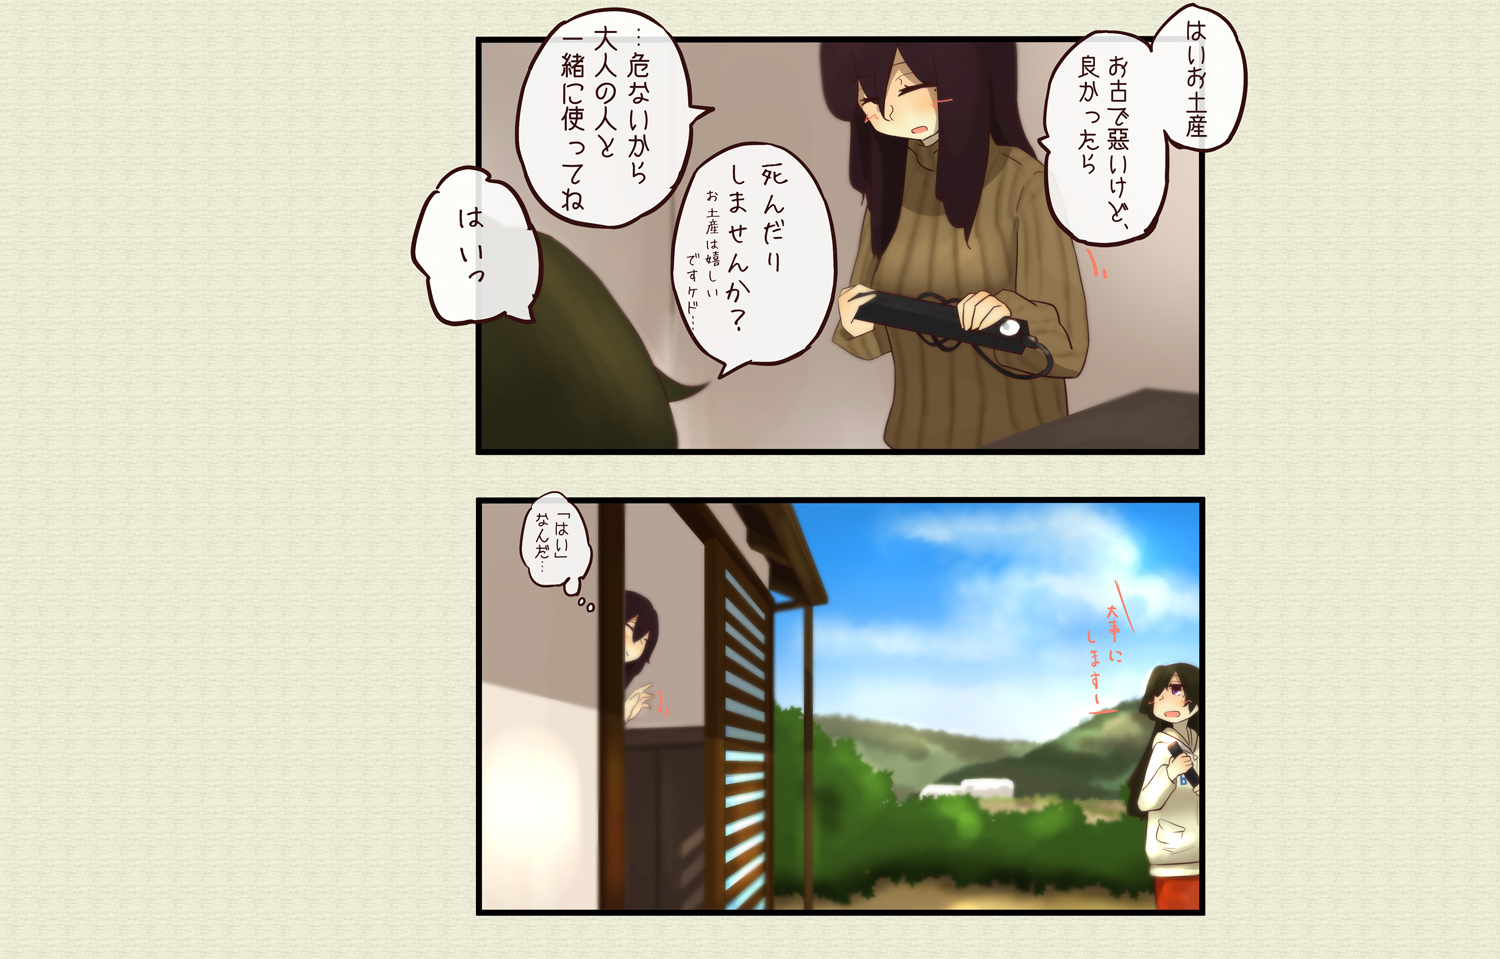 はいお土産
お古で悪いけど、
良かったら
死んだり
しませんか？
お土産は嬉しい
ですケド…
…危ないから
大人の人と
一緒に使ってね
はいっ
大事に
しますー
「はい」
なんだ…